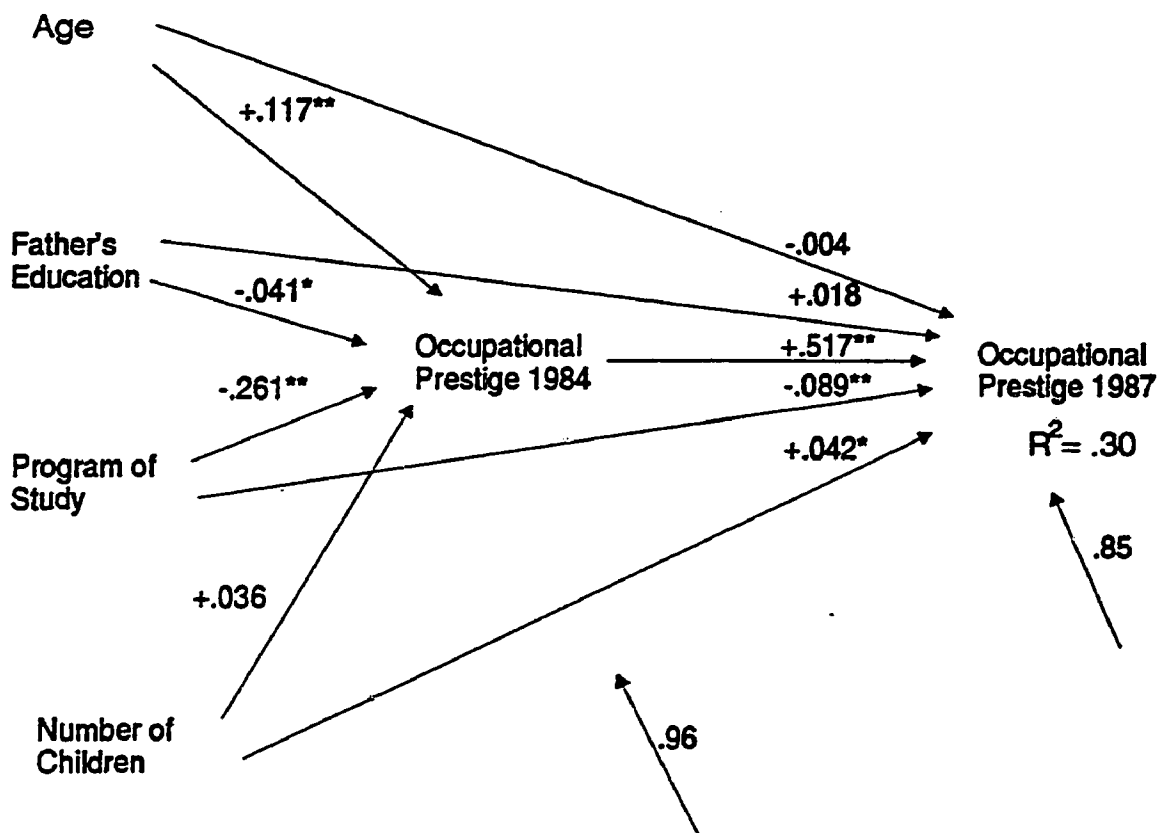 Age
+.117**
Father's
Education
-.004
+.018
-.041*
Occupational
Prestige 1984
+.517**
Occupational
Prestige 1987
-.261**
-.089**
R²= .30
Program of
Study
+.042*
.85
+.036
Number of
Children
.96